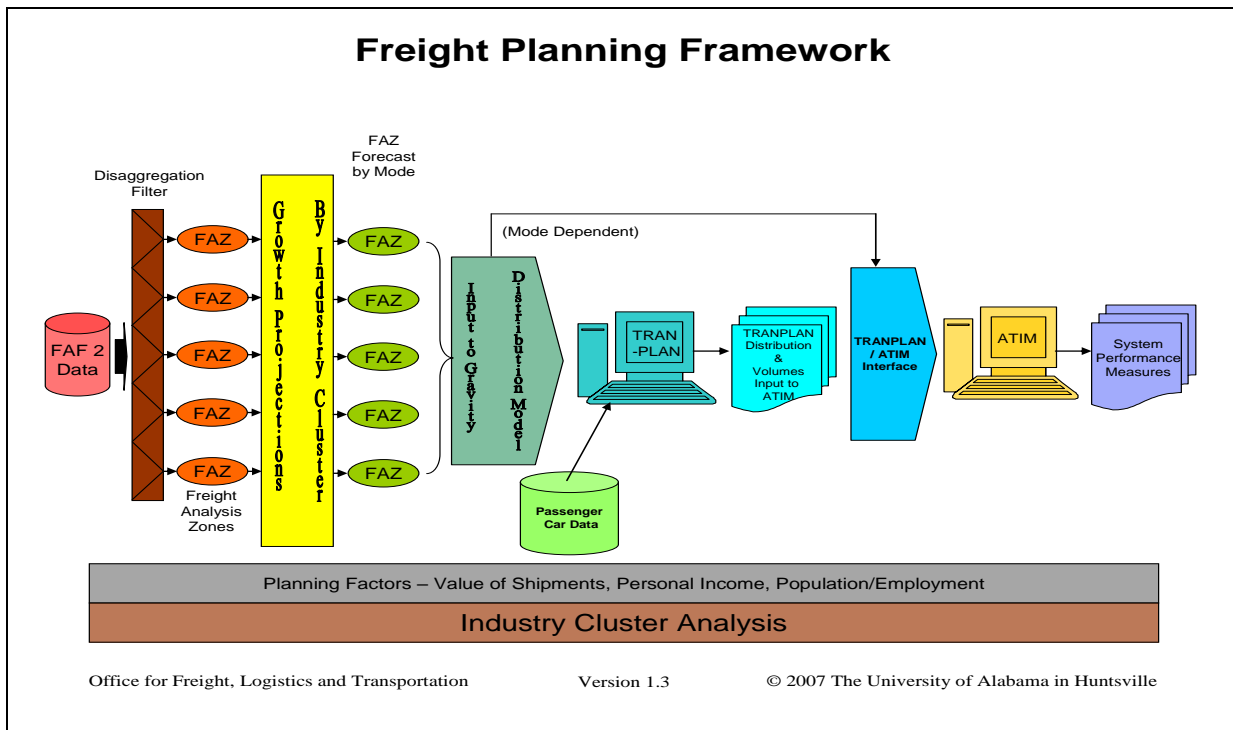 Freight Planning Framework
FAZ
Forecast
by Mode
Disaggregation
Filter
(Mode Dependent)
FAF 2
Data
FAZ
FAZ
FAZ
FAZ
FAZ
Freight
Analysis
Zones
Growth Projections
By Industry Cluster
FAZ
FAZ
FAZ
FAZ
FAZ
Input to Gravity
Distribution Model
TRAN
-PLAN
Passenger
Car Data
TRANPLAN
Distribution
&
Volumes
Input to
ATIM
TRANPLAN
/ ATIM
Interface
ATIM
System
Performance
Measures
Planning Factors – Value of Shipments, Personal Income, Population/Employment
Industry Cluster Analysis
Office for Freight, Logistics and Transportation
Version 1.3
© 2007 The University of Alabama in Huntsville